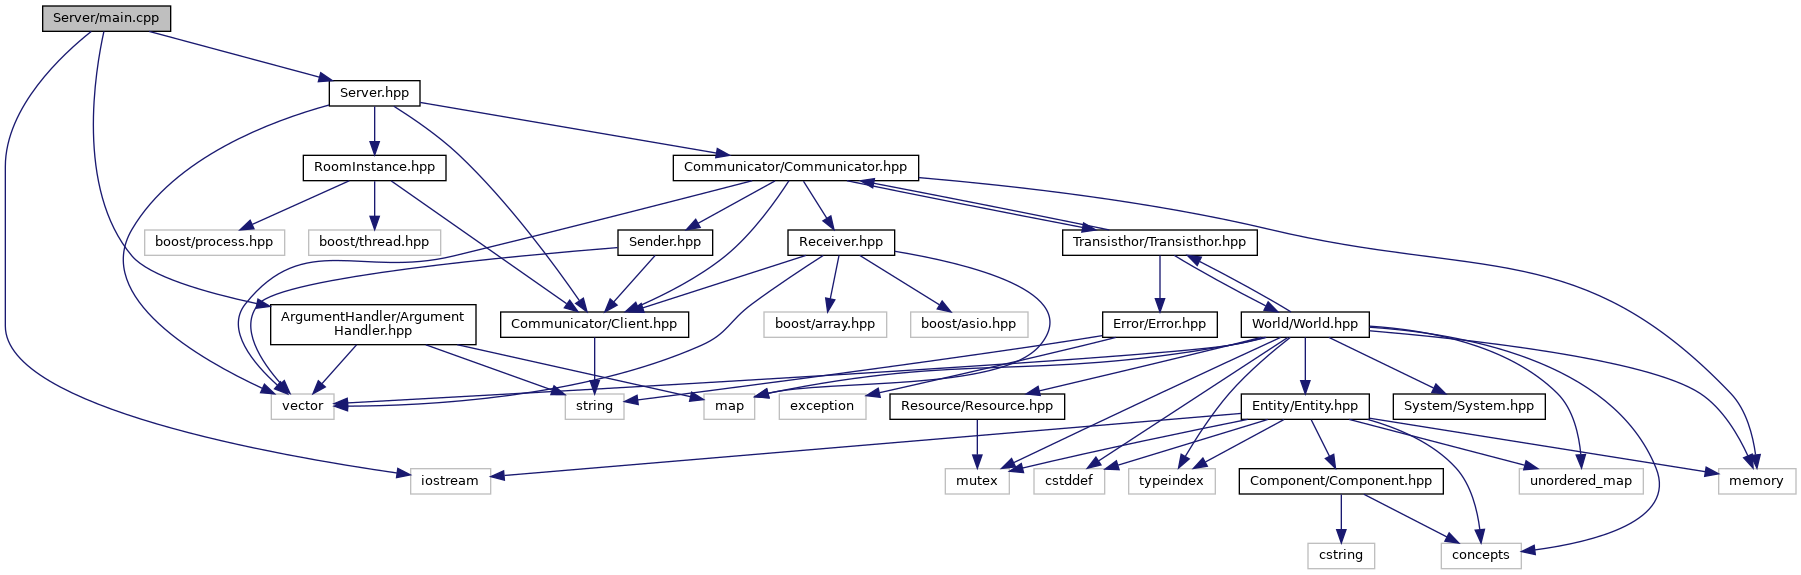 Server/main.cpp
Server.hpp
RoomInstance.hpp
Communicator/Communicator.hpp
boost/process.hpp
boost/thread.hpp
Sender.hpp
Receiver.hpp
Transisthor/Transisthor.hpp
ArgumentHandler/Argument
Handler.hpp
Communicator/Client.hpp
boost/array.hpp
boost/asio.hpp
Error/Error.hpp
World/World.hpp
vector
string
map
exception
Resource/Resource.hpp
Entity/Entity.hpp
System/System.hpp
iostream
mutex
cstddef
typeindex
Component/Component.hpp
unordered_map
memory
cstring
concepts